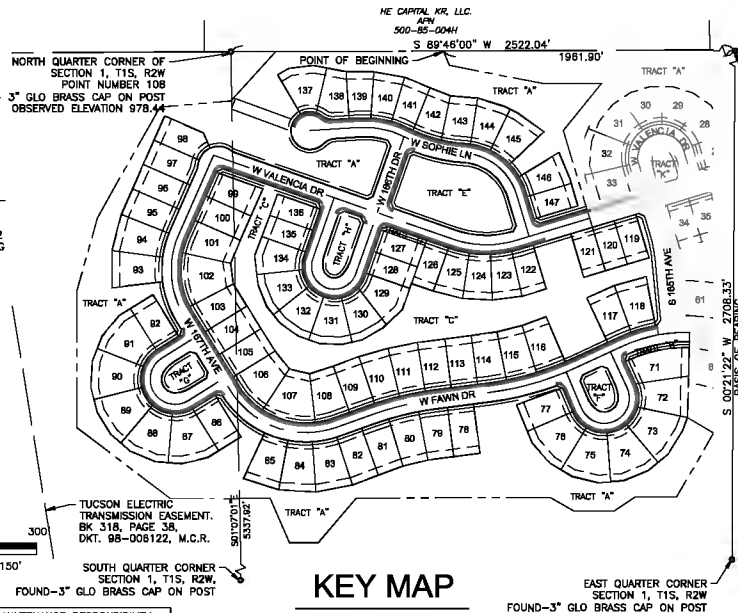 HE CAPITAL KR, LLC.
APN
500-85-004H
S 89°46'00" W 2522.04'
1961.90'
NORTH QUARTER CORNER OF
SECTION 1, T1S, R2W
POINT NUMBER 108
3" GLO BRASS CAP ON POST
OBSERVED ELEVATION 978.44
POINT OF BEGINNING
TRACT "A"
TRACT "A"
137
138
139
140
141
142
143
144
145
30
29
28
31
32
33
W VALENCIA DR
TRACT
"K"
98
97
96
95
94
93
W SOPHIE LN
TRACT "A"
W VALENCIA DR
W 166TH DR
TRACT "E"
146
147
99
100
101
102
103
104
105
106
TRACT "C"
136
135
134
133
132
131
130
129
128
127
TRACT
"H"
126
125
124
123
122
121
120
119
34
35
S 165TH AVE
61
TRACT "A"
TRACT "C"
118
117
116
115
114
113
112
111
110
109
108
107
92
91
90
89
88
87
86
TRACT
"G"
W 167TH AVE
W FAWN DR
85
84
83
82
81
80
79
78
77
76
75
74
73
72
71
TRACT
"F"
S 00°21'22" W 2708.33'
BASIS OF BEARING
TRACT "A"
TRACT "A"
TUCSON ELECTRIC
TRANSMISSION EASEMENT.
BK 318, PAGE 38,
DKT. 98-006122, M.C.R.
S01°07'01"E
5337.92'
300
150'
SOUTH QUARTER CORNER
SECTION 1, T1S, R2W,
FOUND-3" GLO BRASS CAP ON POST
KEY MAP
EAST QUARTER CORNER
SECTION 1, T1S, R2W
FOUND-3" GLO BRASS CAP ON POST